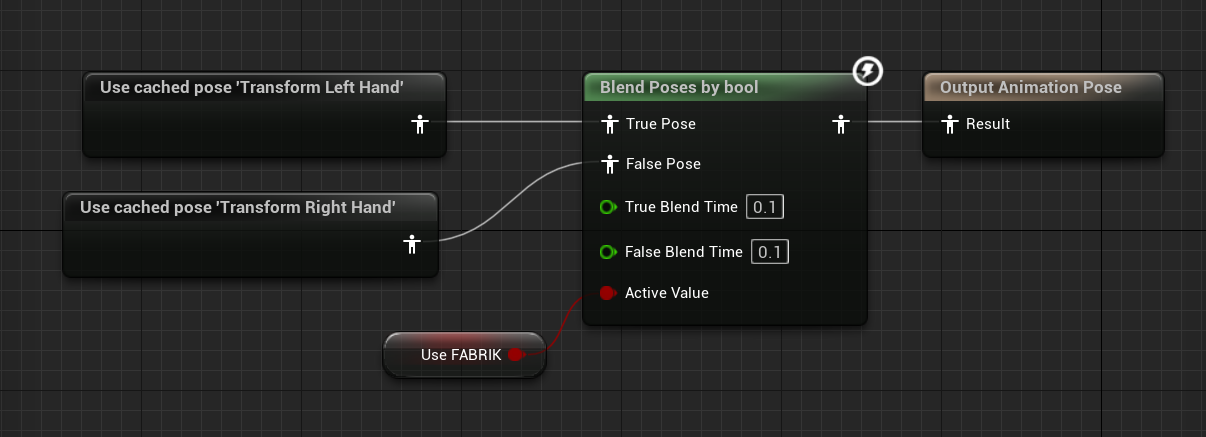 Use cached pose 'Transform Left Hand'
Blend Poses by bool
Output Animation Pose
True Pose
Result
False Pose
Use cached pose 'Transform Right Hand'
True Blend Time 0.1
False Blend Time 0.1
Active Value
Use FABRIK